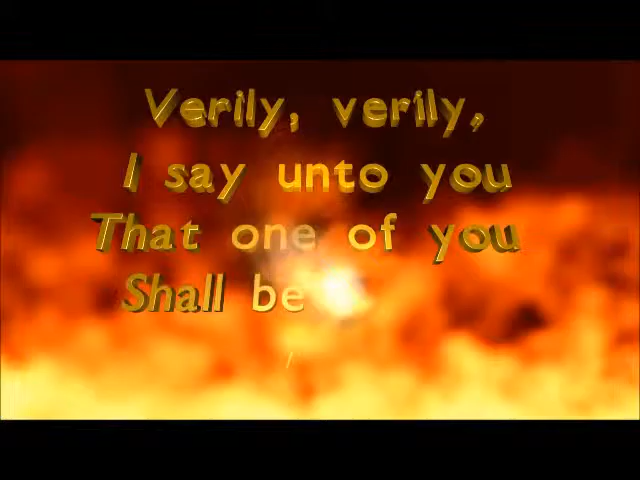 Verily, verily,
I say unto you
That one of you
Shall be